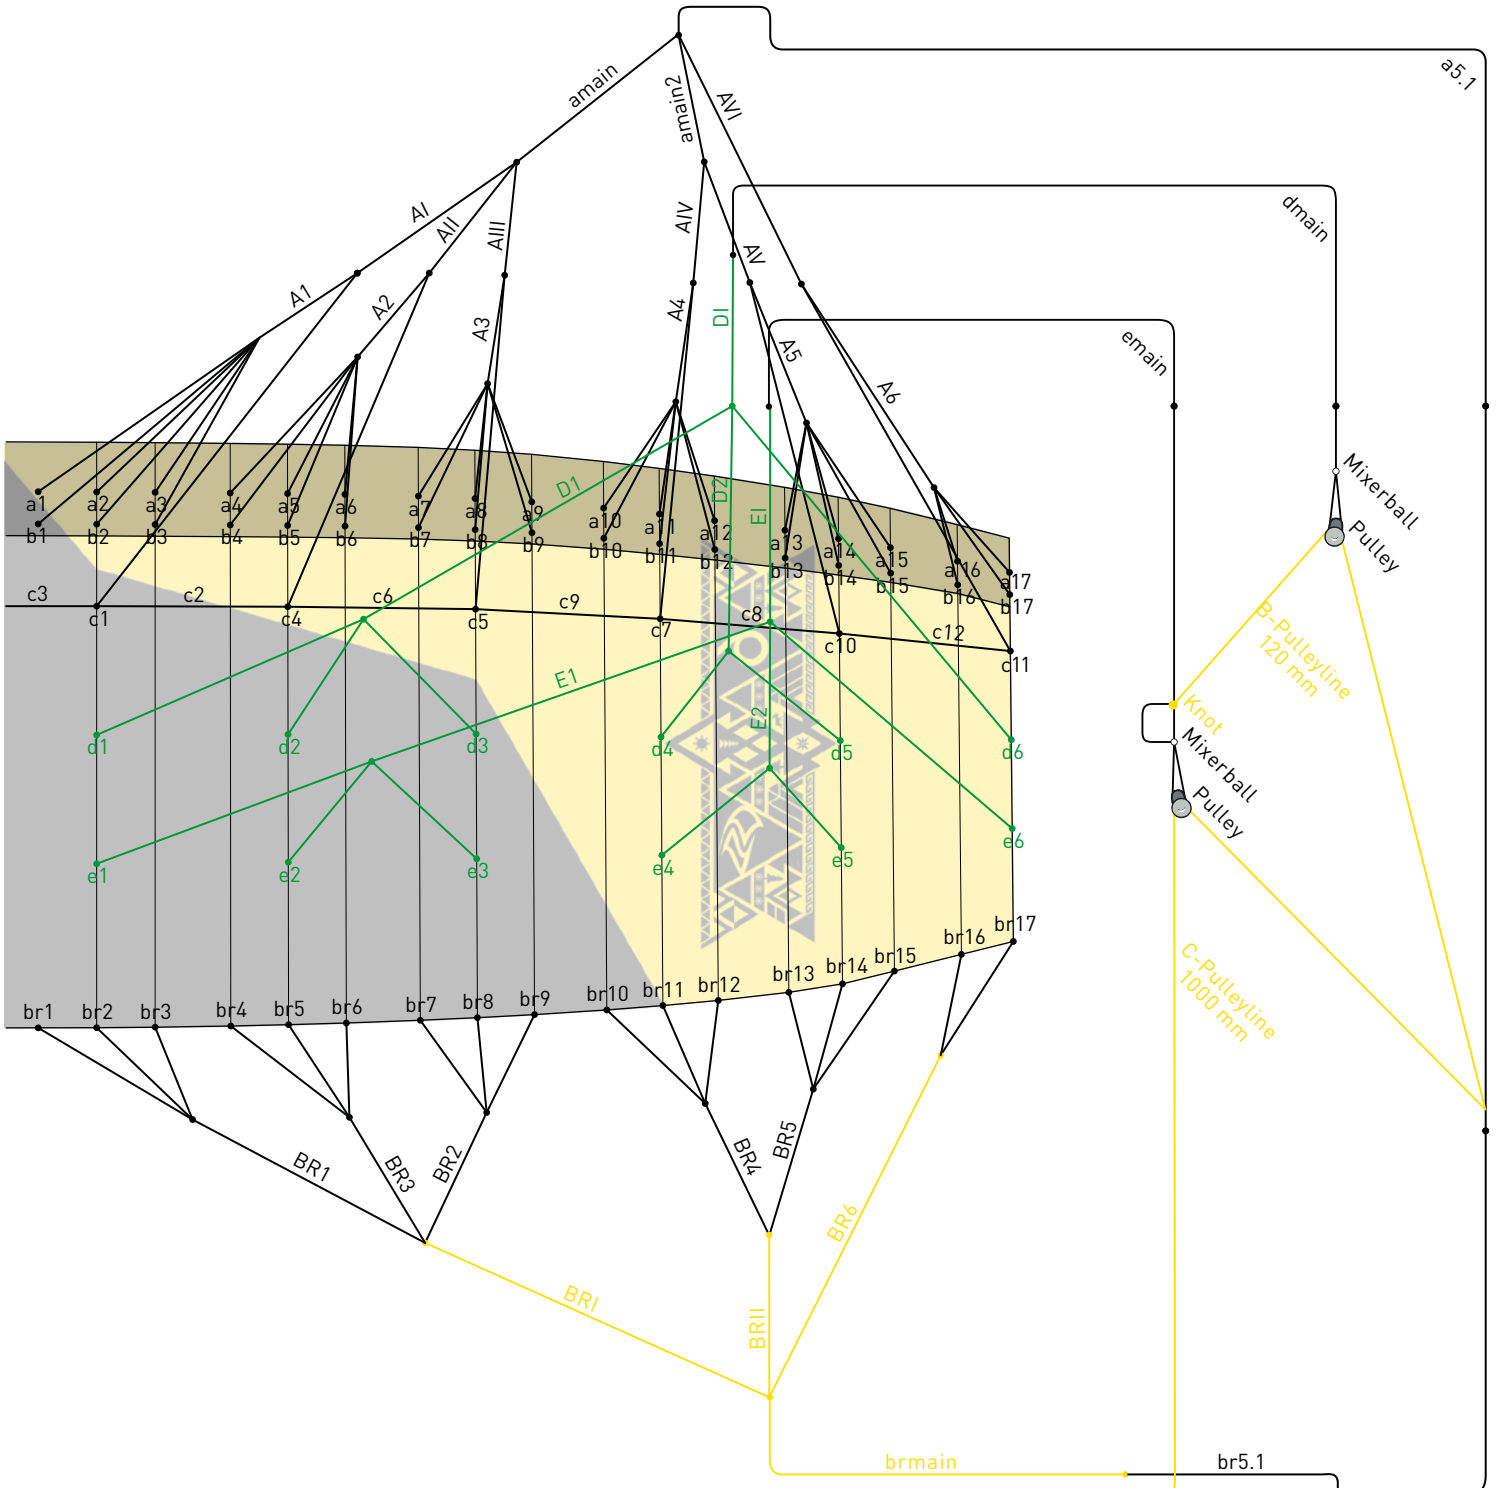 amain
amain2
AVI
a5.1
AI
AII
AIII
AIV
AV
dmain
A1
A2
A3
A4
DI
A5
emain
A6
Mixerball
Pulley
a1
a2
a3
a4
a5
a6
a7
a8
a9
a10
a11
a12
a13
a14
a15
a16
a17
b1
b2
b3
b4
b5
b6
b7
b8
b9
b10
b11
b12
b13
b14
b15
b16
b17
D1
D2
EI
c3
c2
c6
c9
c8
c12
c1
c4
c5
c7
c10
c11
B-Pulleyline
120 mm
E1
E2
Knot
Mixerball
Pulley
d1
d2
d3
d4
d5
d6
e1
e2
e3
e4
e5
e6
C-Pulleyline
1000 mm
br1
br2
br3
br4
br5
br6
br7
br8
br9
br10
br11
br12
br13
br14
br15
br16
br17
BR1
BR3
BR2
BR4
BR5
BR6
BRI
BRII
brmain
br5.1